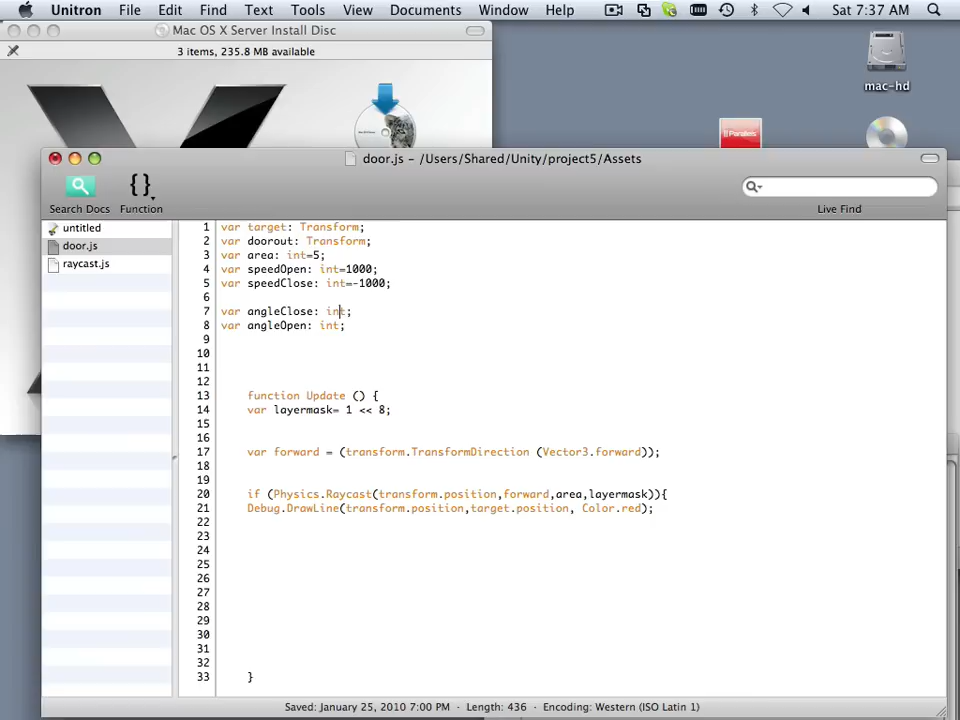 Unitron File Edit Find Text Tools View Documents Window Help Sat 7:37 AM
Mac OS X Server Install Disc
3 items, 235.8 MB available
mac-hd
Parallels
door.js – /Users/Shared/Unity/project5/Assets
{}
Search Docs Function Live Find
untitled
door.js
raycast.js
1 var target: Transform;
2 var doorout: Transform;
3 var area: int=5;
4 var speedOpen: int=1000;
5 var speedClose: int=-1000;
6
7 var angleClose: int;
8 var angleOpen: int;
9
10
11
12
13 function Update () {
14 var layermask= 1 << 8;
15
16
17 var forward = (transform.TransformDirection (Vector3.forward));
18
19
20 if (Physics.Raycast(transform.position,forward,area,layermask)){
21 Debug.DrawLine(transform.position,target.position, Color.red);
22
23
24
25
26
27
28
29
30
31
32
33 }
Saved: January 25, 2010 7:00 PM Length: 436 Encoding: Western (ISO Latin 1)